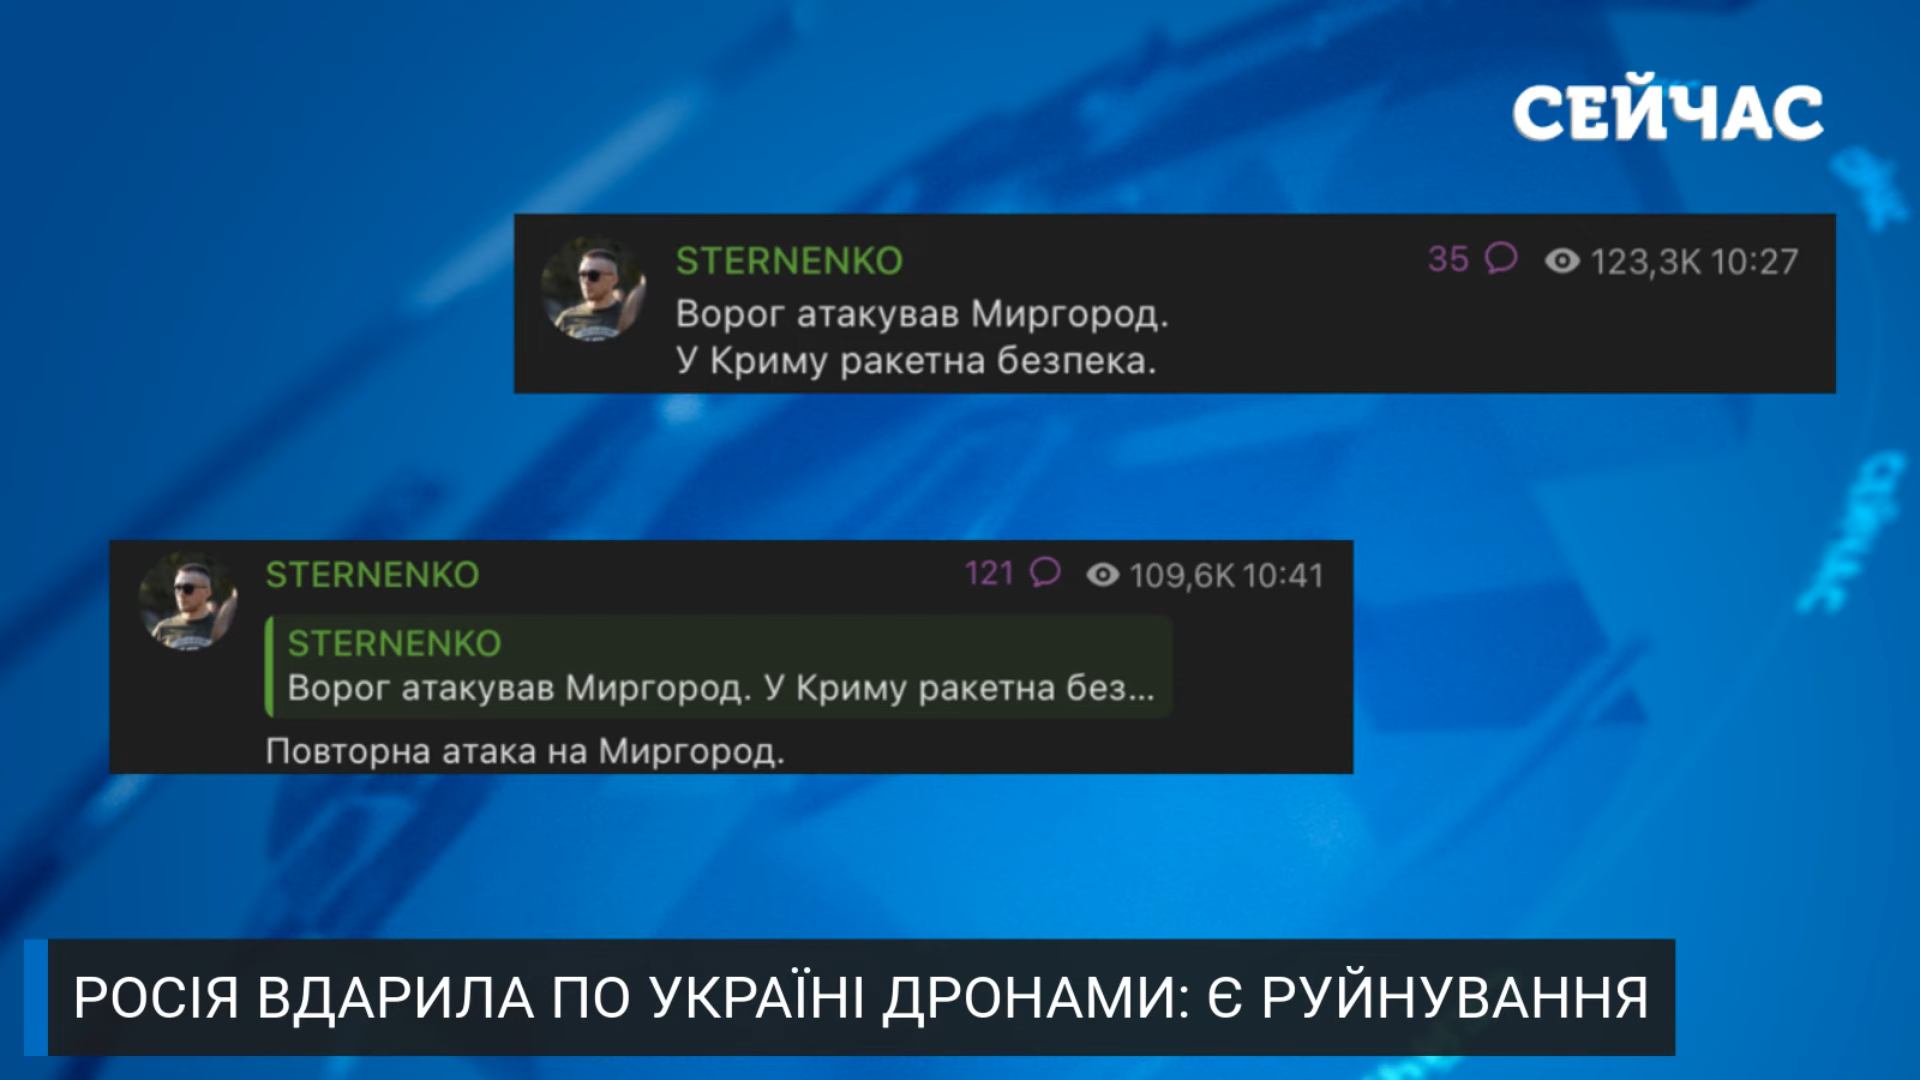 СЕЙЧАС
STERNENKO 35 123,3K 10:27
Ворог атакував Миргород.
У Криму ракетна безпека.
STERNENKO 121 109,6K 10:41
STERNENKO
Ворог атакував Миргород. У Криму ракетна без...
Повторна атака на Миргород.
РОСІЯ ВДАРИЛА ПО УКРАЇНІ ДРОНАМИ: Є РУЙНУВАННЯ